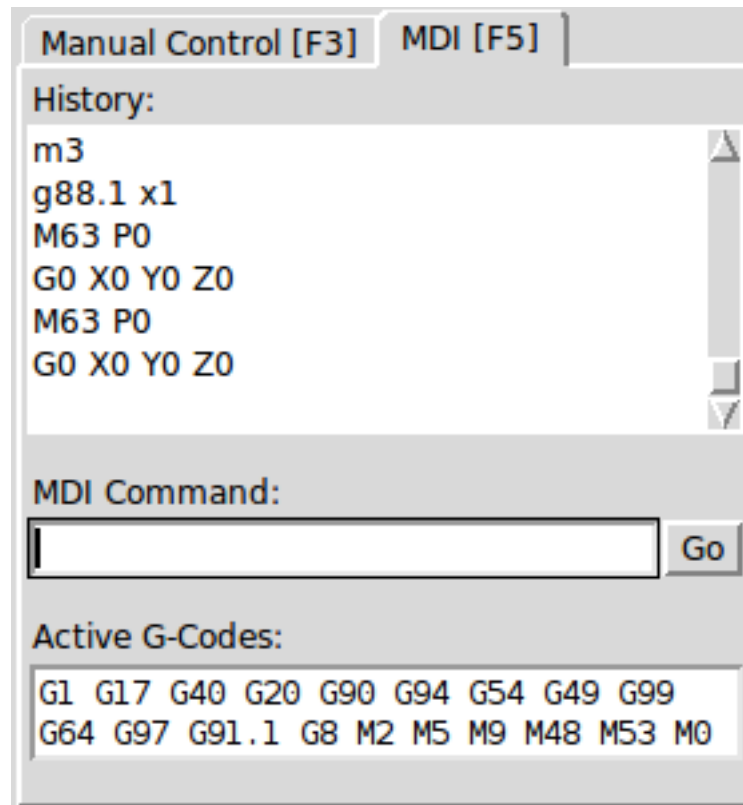 Manual Control [F3] MDI [F5]
History:
m3
g88.1 x1
M63 P0
G0 X0 Y0 Z0
M63 P0
G0 X0 Y0 Z0
MDI Command:
Go
Active G-Codes:
G1 G17 G40 G20 G90 G94 G54 G49 G99
G64 G97 G91.1 G8 M2 M5 M9 M48 M53 M0